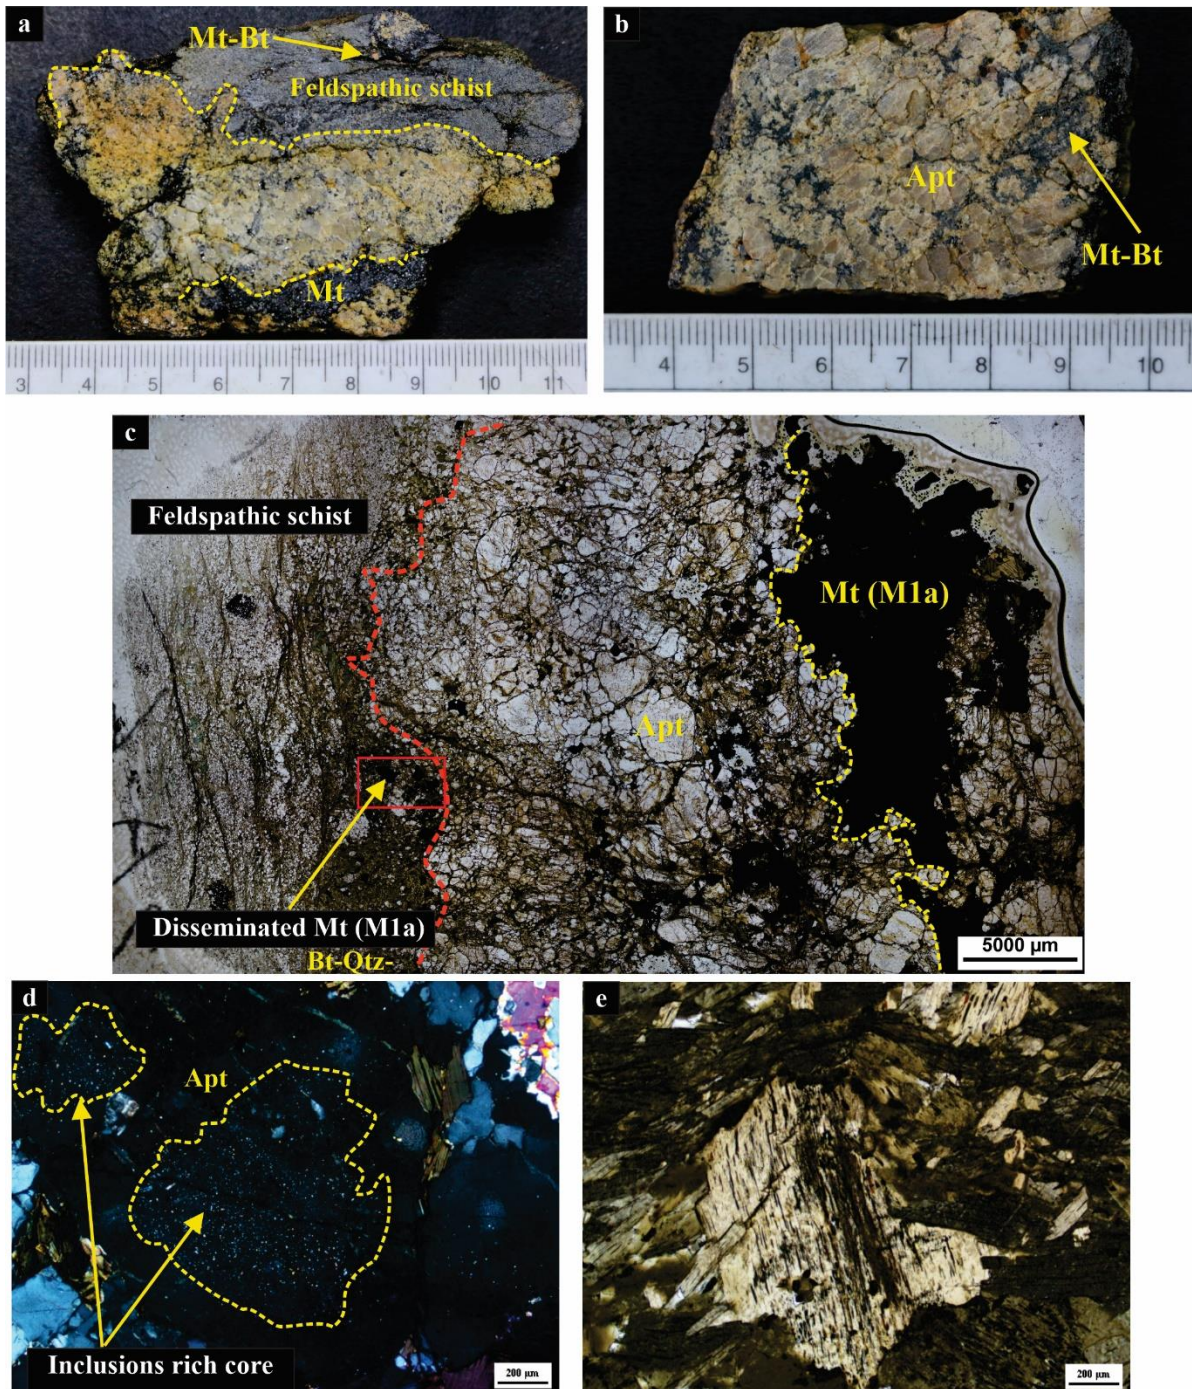 a
Mt-Bt
Feldspathic schist
Mt
3 4 5 6 7 8 9 10 11
b
Apt
Mt-Bt
4 5 6 7 8 9 10
c
Feldspathic schist
Mt (M1a)
Apt
Disseminated Mt (M1a)
Bt-Qtz-
5000 µm
d
Apt
Inclusions rich core
200 µm
e
200 µm